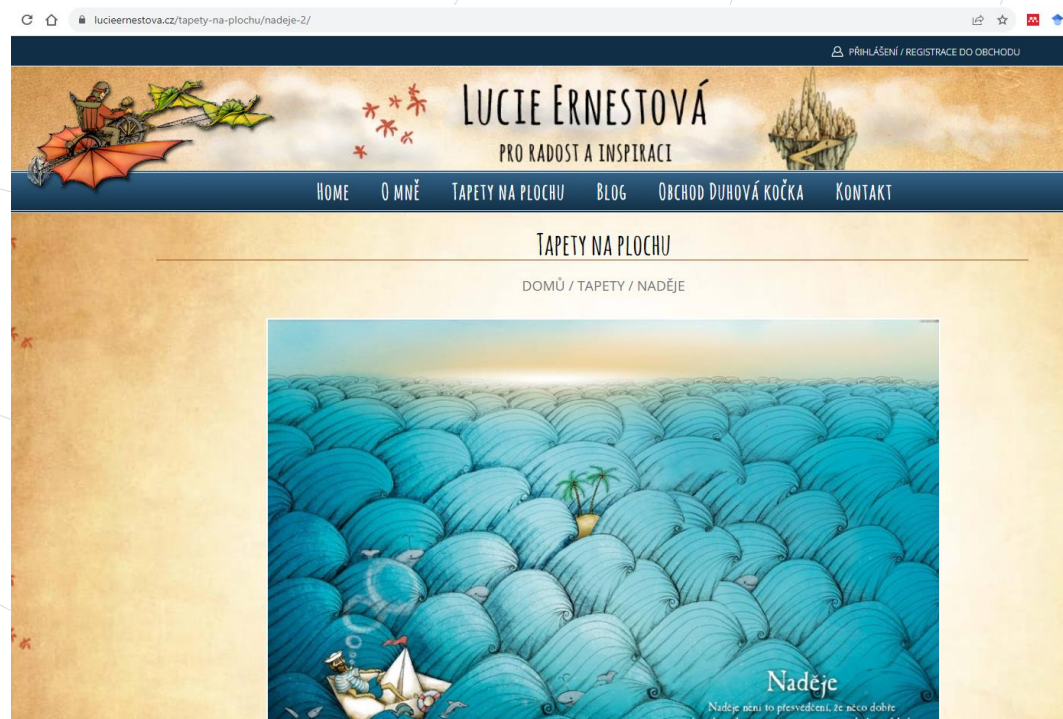 lucieernestova.cz/tapety-na-plochu/nadeje-2/
PŘIHLÁŠENÍ / REGISTRACE DO OBCHODU
LUCIE ERNESTOVÁ
PRO RADOST A INSPIRACI
HOME O MNĚ TAPETY NA PLOCHU BLOG OBCHOD DUHOVÁ KOČKA KONTAKT
TAPETY NA PLOCHU
DOMŮ / TAPETY / NADĚJE
Naděje
Naděje není to přesvědčení, že něco dobře